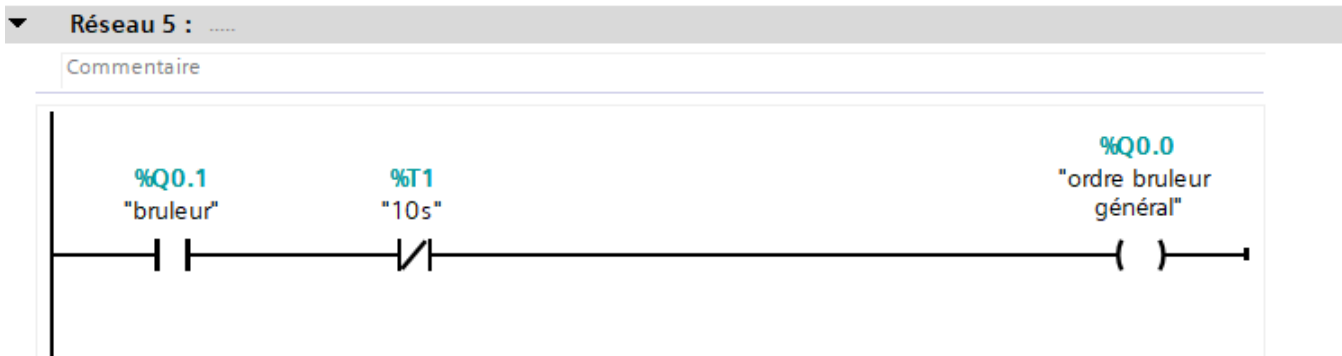 Réseau 5 : .....
Commentaire
%Q0.0
%Q0.1 %T1 "ordre bruleur
"bruleur" "10s" général"